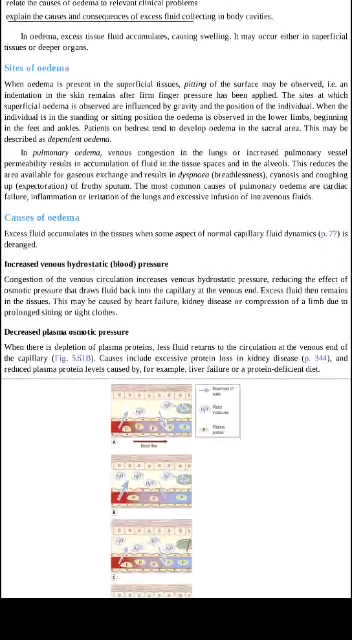 relate the causes of oedema to relevant clinical problems
explain the causes and consequences of excess fluid collecting in body cavities.
In oedema, excess tissue fluid accumulates, causing swelling. It may occur either in superficial
tissues or deeper organs.
Sites of oedema
When oedema is present in the superficial tissues, pitting of the surface may be observed, i.e. an
indentation in the skin remains after firm finger pressure has been applied. The sites at which
superficial oedema is observed are influenced by gravity and the position of the individual. When the
individual is in the standing or sitting position the oedema is observed in the lower limbs, beginning
in the feet and ankles. Patients on bedrest tend to develop oedema in the sacral area. This may be
described as dependent oedema.
In pulmonary oedema, venous congestion in the lungs or increased pulmonary vessel
permeability results in accumulation of fluid in the tissue spaces and in the alveoli. This reduces the
area available for gaseous exchange and results in dyspnoea (breathlessness), cyanosis and coughing
up (expectoration) of frothy sputum. The most common causes of pulmonary oedema are cardiac
failure, inflammation or irritation of the lungs and excessive infusion of intravenous fluids.
Causes of oedema
Excess fluid accumulates in the tissues when some aspect of normal capillary fluid dynamics (p. 77) is
deranged.
Increased venous hydrostatic (blood) pressure
Congestion of the venous circulation increases venous hydrostatic pressure, reducing the effect of
osmotic pressure that draws fluid back into the capillary at the venous end. Excess fluid then remains
in the tissues. This may be caused by heart failure, kidney disease or compression of a limb due to
prolonged sitting or tight clothes.
Decreased plasma osmotic pressure
When there is depletion of plasma proteins, less fluid returns to the circulation at the venous end of
the capillary (Fig. 5.61B). Causes include excessive protein loss in kidney disease (p. 344), and
reduced plasma protein levels caused by, for example, liver failure or a protein-deficient diet.
Movement of
water
Water
molecules
Plasma
protein
A
Blood flow
B
C